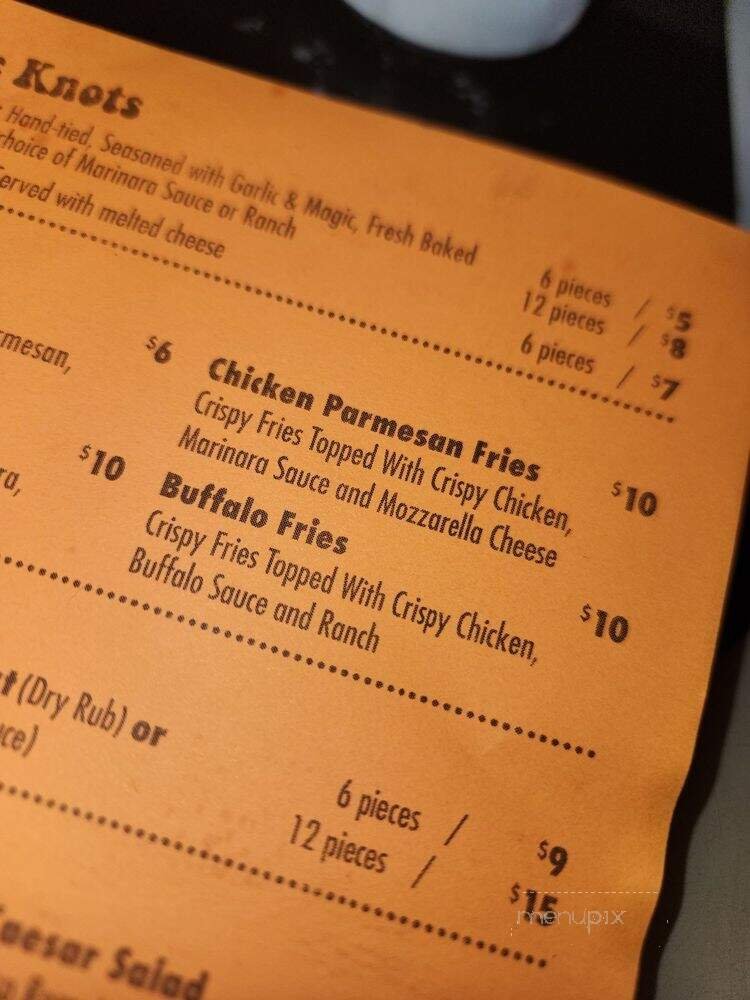 Knots
Hand-tied, Seasoned with Garlic & Magic, Fresh Baked
choice of Marinara Sauce or Ranch
6 pieces / $5
12 pieces / $8
Served with melted cheese
6 pieces / $7
rmesan,
$6
ra,
$10
Chicken Parmesan Fries
Crispy Fries Topped With Crispy Chicken,
Marinara Sauce and Mozzarella Cheese
$10
Buffalo Fries
Crispy Fries Topped With Crispy Chicken,
Buffalo Sauce and Ranch
$10
(Dry Rub) or
uce)
6 pieces / $9
12 pieces / $15
Caesar Salad
menupix